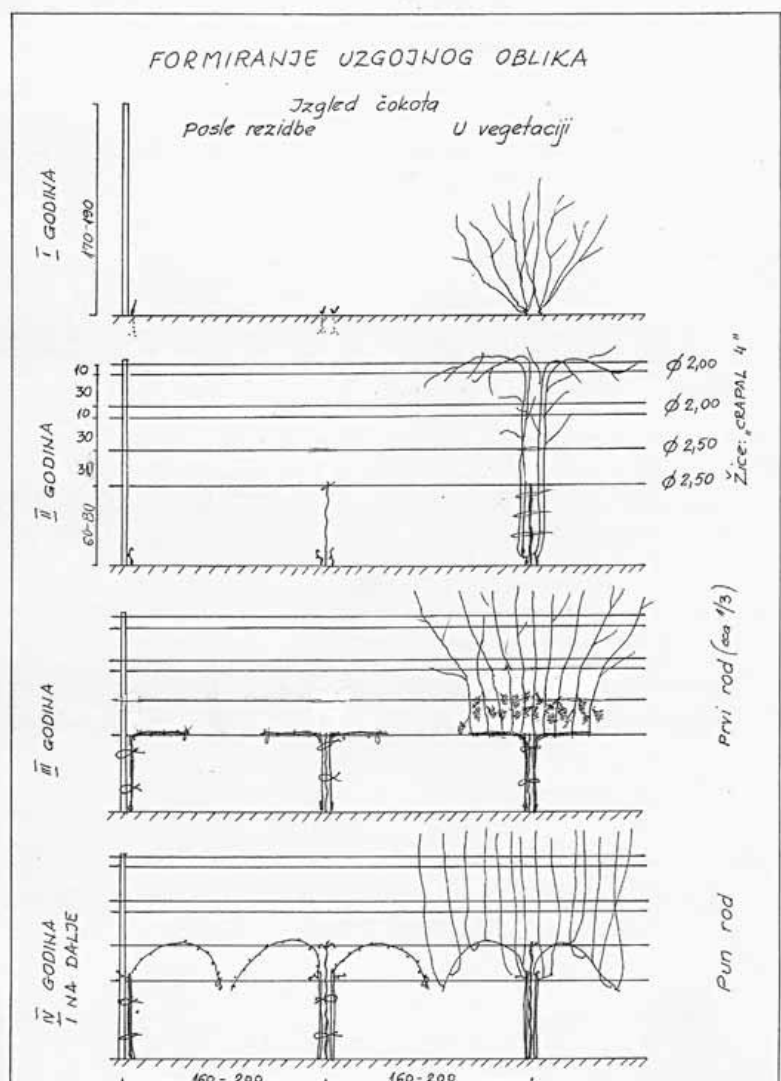 FORMIRANJE UZGOJNOG OBLIKA
Izgled čokota
Posle rezidbe
U vegetaciji
I GODINA
170-190
II GODINA
10
30
10
30
30
60-80
φ 2,00
φ 2,00
φ 2,50
φ 2,50
Žice: „CRAPAL 4"
III GODINA
Prvi rod (cca 1/3)
IV GODINA
I NA DALJE
Pun rod
160-200
160-200